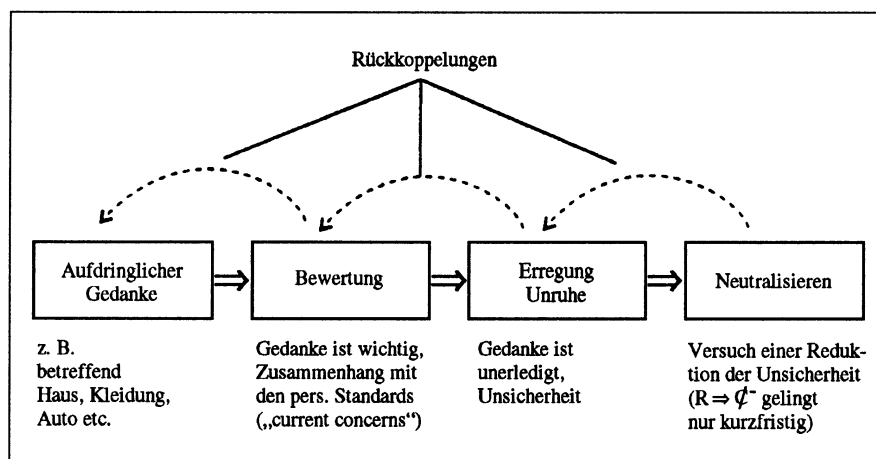 Rückkoppelungen
Aufdringlicher
Gedanke
Bewertung
Erregung
Unruhe
Neutralisieren
z. B.
betreffend
Haus, Kleidung,
Auto etc.
Gedanke ist wichtig,
Zusammenhang mit
den pers. Standards
(„current concerns“)
Gedanke ist
unerledigt,
Unsicherheit
Versuch einer Reduk-
tion der Unsicherheit
(R ⇒ ₵⁻ gelingt
nur kurzfristig)